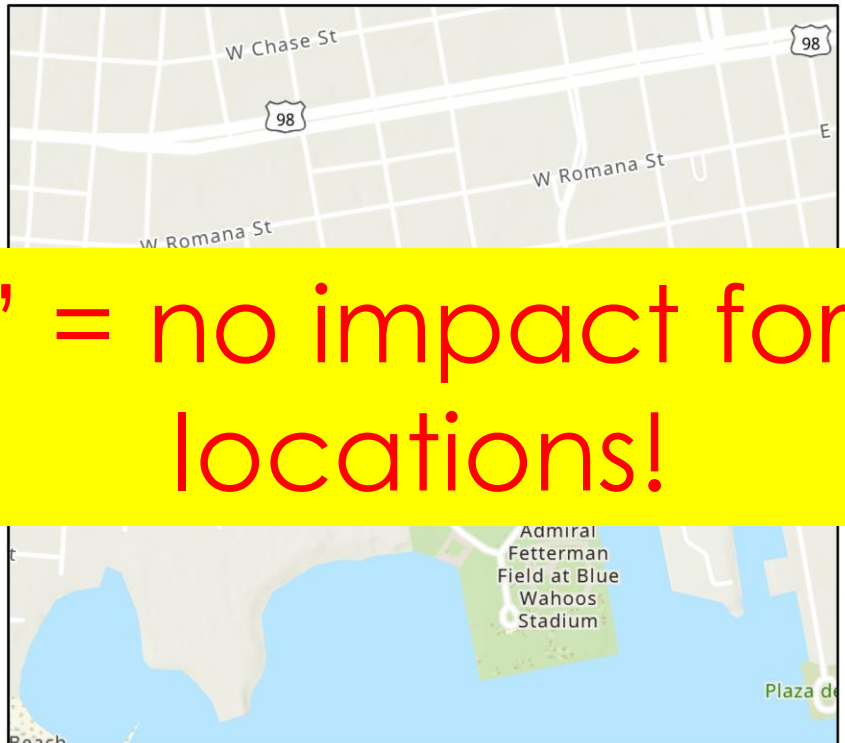 W Chase St
98
98
E
W Romana St
W Romana St
” = no impact for
locations!
Admiral
Fetterman
Field at Blue
Wahoos
Stadium
t
Plaza de
Beach